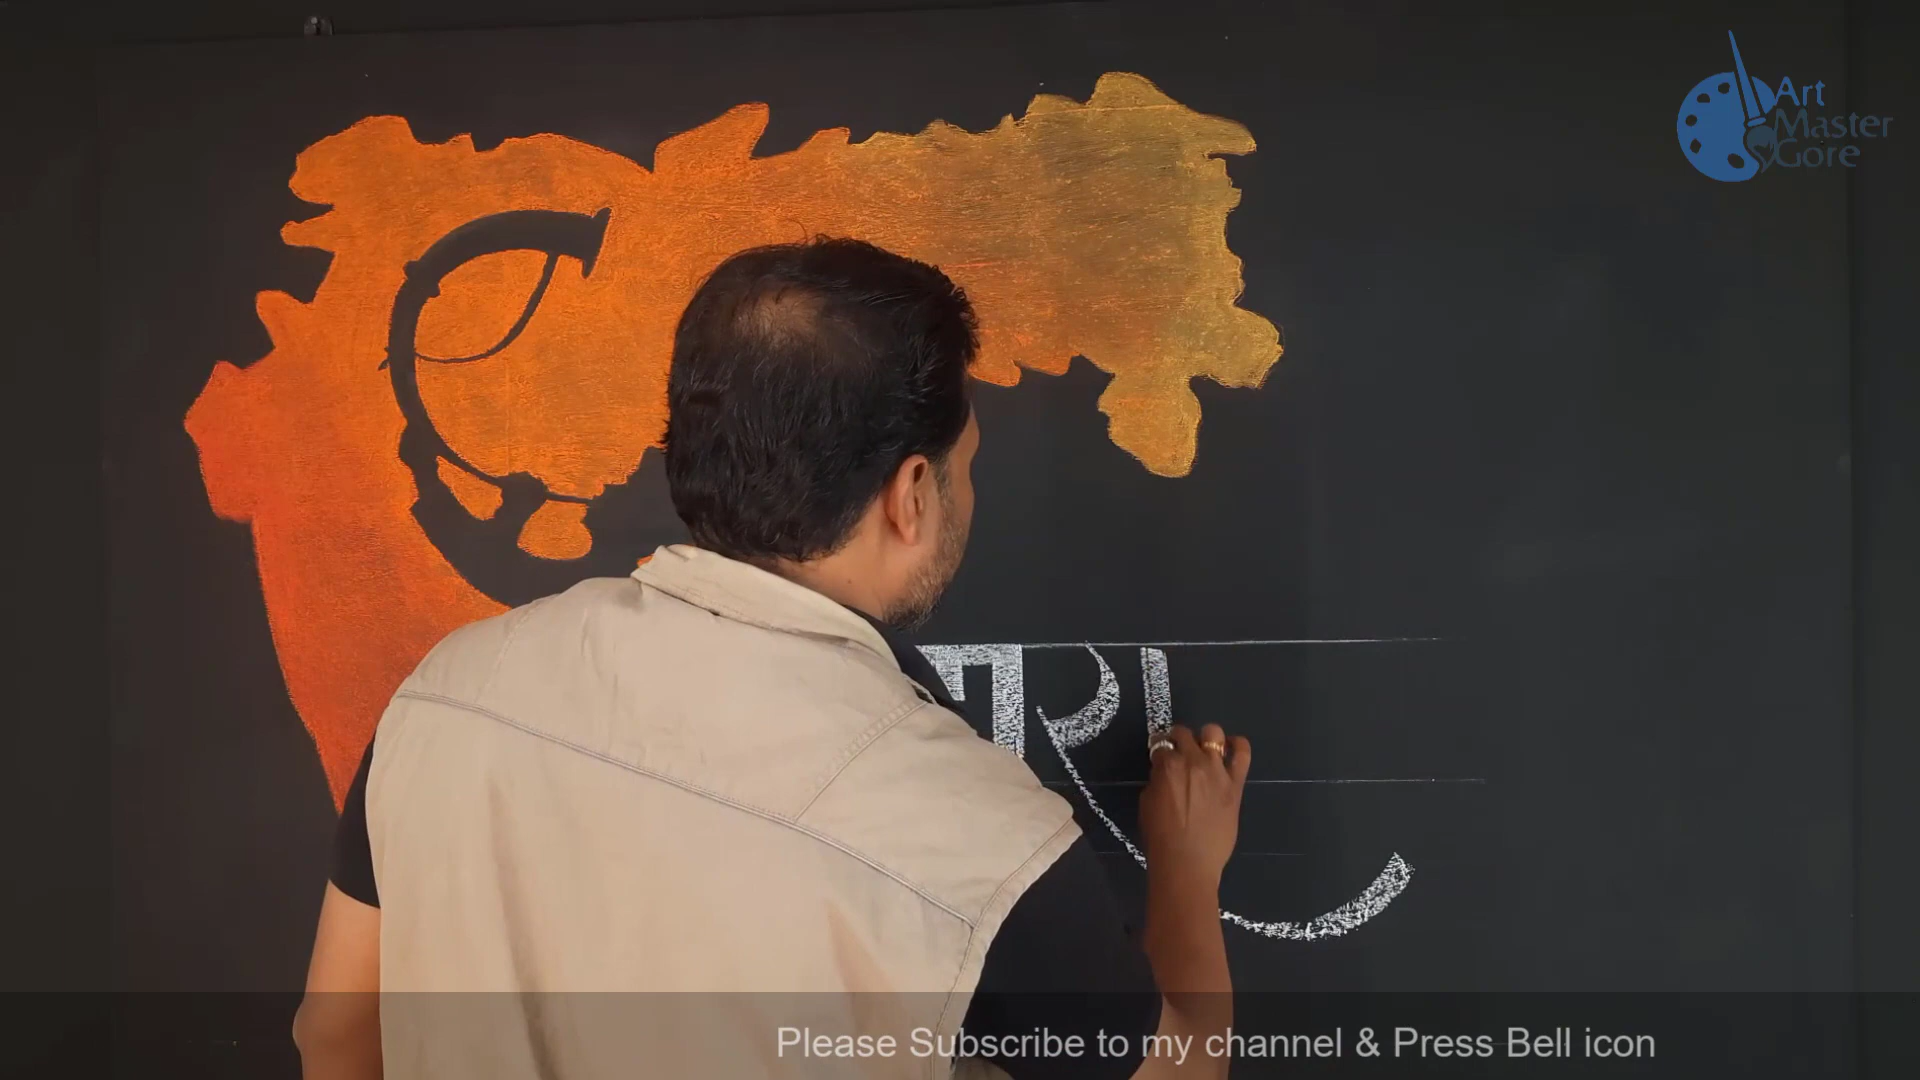 Art
Master
Gore
रा
Please Subscribe to my channel & Press Bell icon